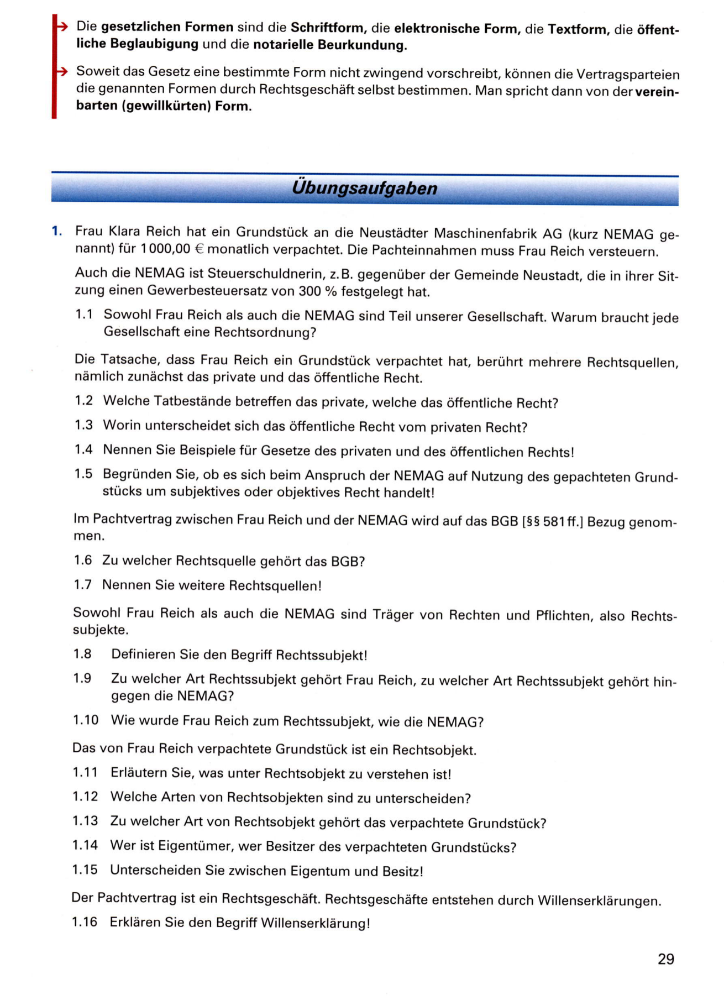 Die gesetzlichen Formen sind die Schriftform, die elektronische Form, die Textform, die öffent-
liche Beglaubigung und die notarielle Beurkundung.
Soweit das Gesetz eine bestimmte Form nicht zwingend vorschreibt, können die Vertragsparteien
die genannten Formen durch Rechtsgeschäft selbst bestimmen. Man spricht dann von der verein-
barten (gewillkürten) Form.
Übungsaufgaben
1. Frau Klara Reich hat ein Grundstück an die Neustädter Maschinenfabrik AG (kurz NEMAG ge-
nannt) für 1000,00 € monatlich verpachtet. Die Pachteinnahmen muss Frau Reich versteuern.
Auch die NEMAG ist Steuerschuldnerin, z.B. gegenüber der Gemeinde Neustadt, die in ihrer Sit-
zung einen Gewerbesteuersatz von 300 % festgelegt hat.
1.1 Sowohl Frau Reich als auch die NEMAG sind Teil unserer Gesellschaft. Warum braucht jede
Gesellschaft eine Rechtsordnung?
Die Tatsache, dass Frau Reich ein Grundstück verpachtet hat, berührt mehrere Rechtsquellen,
nämlich zunächst das private und das öffentliche Recht.
1.2 Welche Tatbestände betreffen das private, welche das öffentliche Recht?
1.3 Worin unterscheidet sich das öffentliche Recht vom privaten Recht?
1.4 Nennen Sie Beispiele für Gesetze des privaten und des öffentlichen Rechts!
1.5 Begründen Sie, ob es sich beim Anspruch der NEMAG auf Nutzung des gepachteten Grund-
stücks um subjektives oder objektives Recht handelt!
Im Pachtvertrag zwischen Frau Reich und der NEMAG wird auf das BGB [§§ 581ff.] Bezug genom-
men.
1.6 Zu welcher Rechtsquelle gehört das BGB?
1.7 Nennen Sie weitere Rechtsquellen!
Sowohl Frau Reich als auch die NEMAG sind Träger von Rechten und Pflichten, also Rechts-
subjekte.
1.8 Definieren Sie den Begriff Rechtssubjekt!
1.9 Zu welcher Art Rechtssubjekt gehört Frau Reich, zu welcher Art Rechtssubjekt gehört hin-
gegen die NEMAG?
1.10 Wie wurde Frau Reich zum Rechtssubjekt, wie die NEMAG?
Das von Frau Reich verpachtete Grundstück ist ein Rechtsobjekt.
1.11 Erläutern Sie, was unter Rechtsobjekt zu verstehen ist!
1.12 Welche Arten von Rechtsobjekten sind zu unterscheiden?
1.13 Zu welcher Art von Rechtsobjekt gehört das verpachtete Grundstück?
1.14 Wer ist Eigentümer, wer Besitzer des verpachteten Grundstücks?
1.15 Unterscheiden Sie zwischen Eigentum und Besitz!
Der Pachtvertrag ist ein Rechtsgeschäft. Rechtsgeschäfte entstehen durch Willenserklärungen.
1.16 Erklären Sie den Begriff Willenserklärung!
29